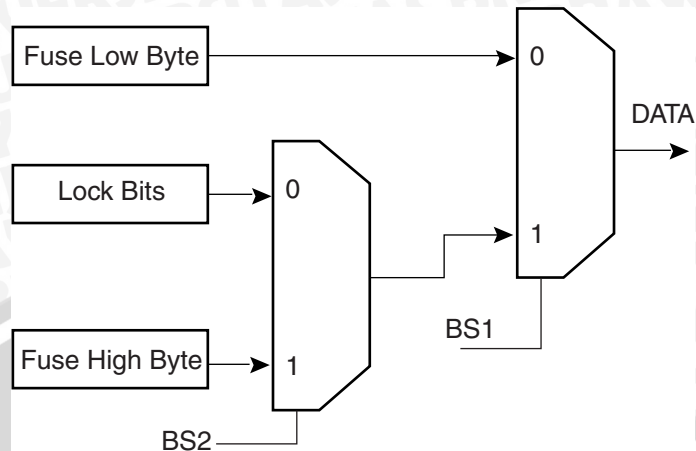 Fuse Low Byte
0
DATA
Lock Bits
0
1
BS1
Fuse High Byte
1
BS2